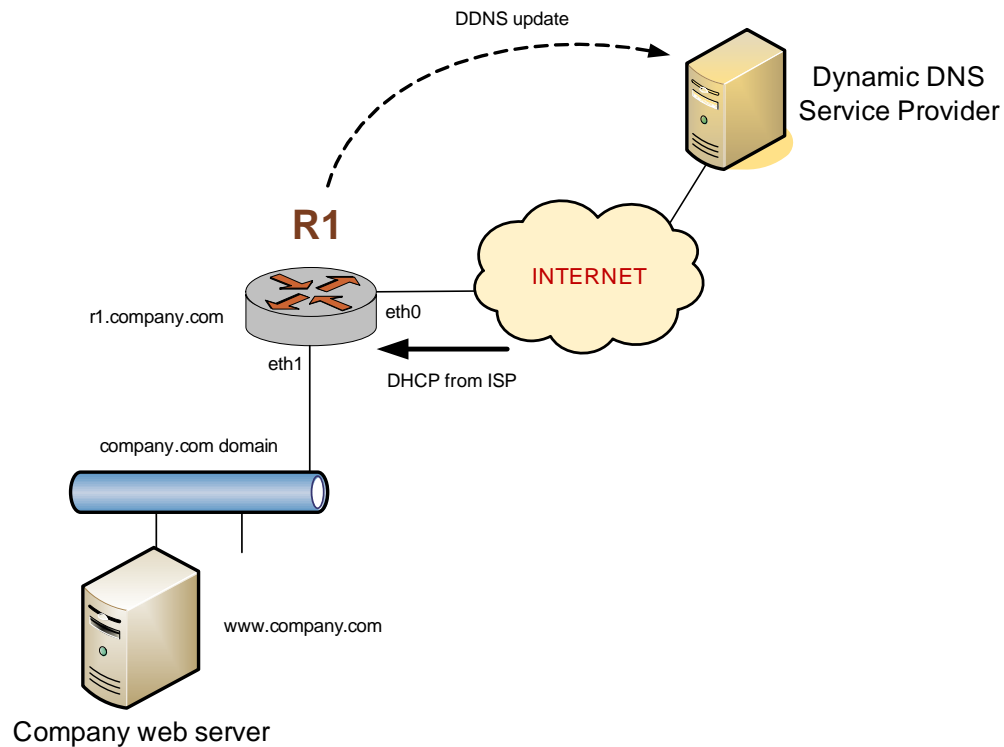 DDNS update
Dynamic DNS
Service Provider
R1
INTERNET
r1.company.com
eth0
eth1
DHCP from ISP
company.com domain
www.company.com
Company web server